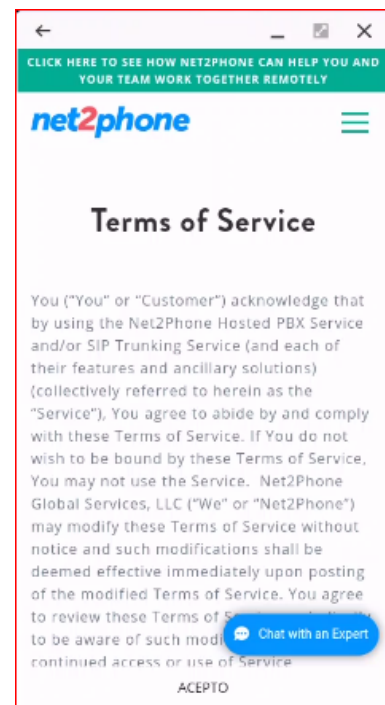 CLICK HERE TO SEE HOW NET2PHONE CAN HELP YOU AND
YOUR TEAM WORK TOGETHER REMOTELY
net2phone
Terms of Service
You (“You” or “Customer”) acknowledge that
by using the Net2Phone Hosted PBX Service
and/or SIP Trunking Service (and each of
their features and ancillary solutions)
(collectively referred to herein as the
“Service”), You agree to abide by and comply
with these Terms of Service. If You do not
wish to be bound by these Terms of Service,
You may not use the Service. Net2Phone
Global Services, LLC (“We” or “Net2Phone”)
may modify these Terms of Service without
notice and such modifications shall be
deemed effective immediately upon posting
of the modified Terms of Service. You agree
to review these Terms of
to be aware of such
Chat with an Expert
continued access or use of Service
ACEPTO